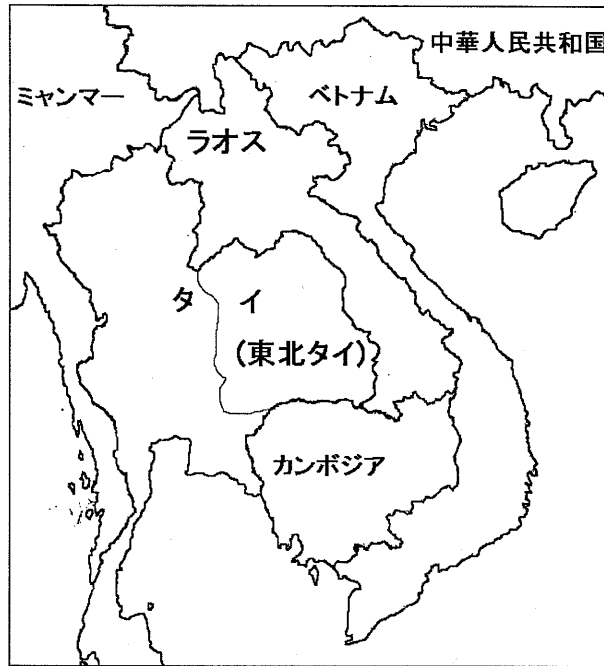 中華人民共和国
ミャンマー
ベトナム
ラオス
タイ
(東北タイ)
カンボジア